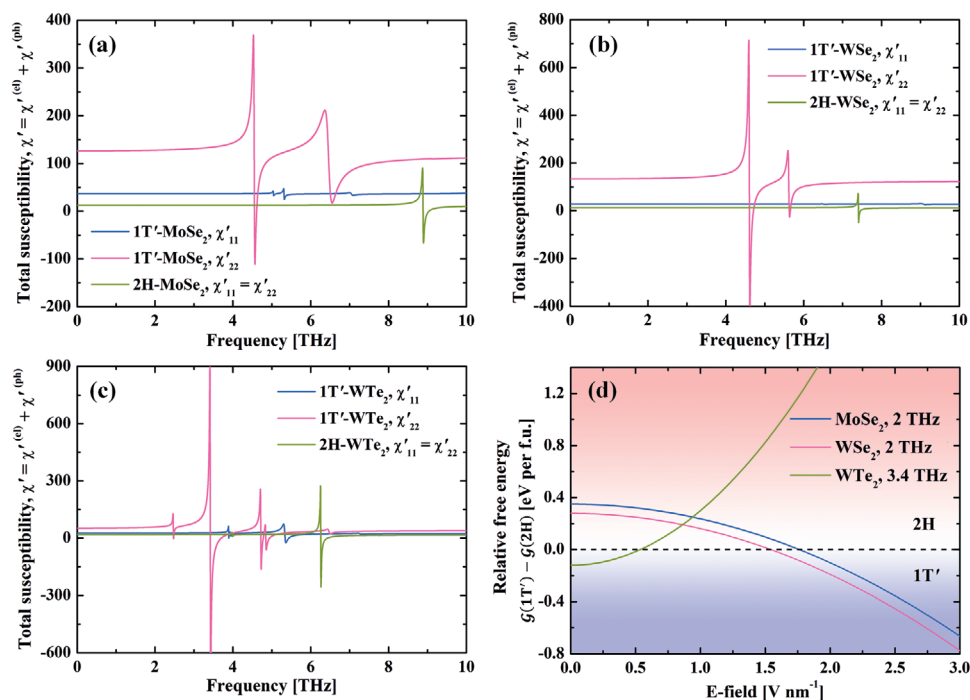 (a)
Total susceptibility, χ′ = χ′⁽ᵉˡ⁾ + χ′⁽ᵖʰ⁾
400
300
200
100
0
-100
-200
1T′-MoSe₂, χ′₁₁
1T′-MoSe₂, χ′₂₂
2H-MoSe₂, χ′₁₁ = χ′₂₂
0 2 4 6 8 10
Frequency [THz]
(b)
Total susceptibility, χ′ = χ′⁽ᵉˡ⁾ + χ′⁽ᵖʰ⁾
800
600
400
200
0
-200
-400
1T′-WSe₂, χ′₁₁
1T′-WSe₂, χ′₂₂
2H-WSe₂, χ′₁₁ = χ′₂₂
0 2 4 6 8 10
Frequency [THz]
(c)
Total susceptibility, χ′ = χ′⁽ᵉˡ⁾ + χ′⁽ᵖʰ⁾
900
600
300
0
-300
-600
1T′-WTe₂, χ′₁₁
1T′-WTe₂, χ′₂₂
2H-WTe₂, χ′₁₁ = χ′₂₂
0 2 4 6 8 10
Frequency [THz]
(d)
Relative free energy
𝒢(1T′) − 𝒢(2H) [eV per f.u.]
1.2
0.8
0.4
0.0
-0.4
-0.8
MoSe₂, 2 THz
WSe₂, 2 THz
WTe₂, 3.4 THz
2H
1T′
0.0 0.5 1.0 1.5 2.0 2.5 3.0
E-field [V nm⁻¹]